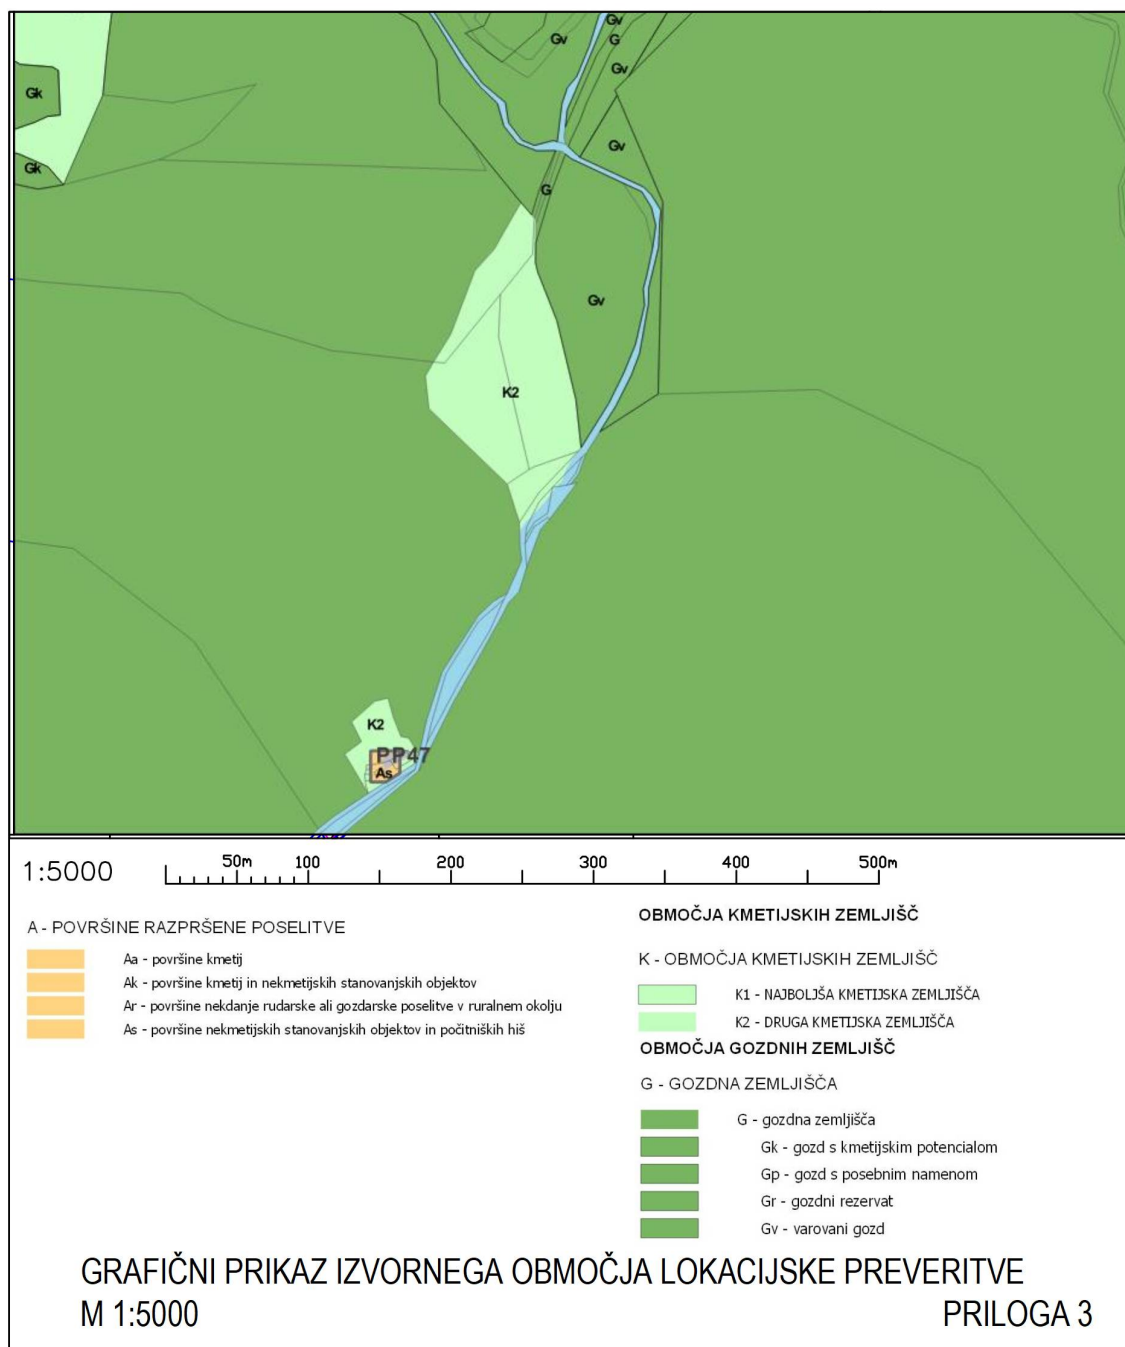 Gv
Gv
G
Gv
Gk
Gv
Gk
G
Gv
K2
K2
PP47
As
1:5000
50m 100 200 300 400 500m
A - POVRŠINE RAZPRŠENE POSELITVE
Aa - površine kmetij
Ak - površine kmetij in nekmetijskih stanovanjskih objektov
Ar - površine nekdanje rudarske ali gozdarske poselitve v ruralnem okolju
As - površine nekmetijskih stanovanjskih objektov in počitniških hiš
OBMOČJA KMETIJSKIH ZEMLJIŠČ
K - OBMOČJA KMETIJSKIH ZEMLJIŠČ
K1 - NAJBOLJŠA KMETIJSKA ZEMLJIŠČA
K2 - DRUGA KMETIJSKA ZEMLJIŠČA
OBMOČJA GOZDNIH ZEMLJIŠČ
G - GOZDNA ZEMLJIŠČA
G - gozdna zemljišča
Gk - gozd s kmetijskim potencialom
Gp - gozd s posebnim namenom
Gr - gozdni rezervat
Gv - varovani gozd
GRAFIČNI PRIKAZ IZVORNEGA OBMOČJA LOKACIJSKE PREVERITVE
M 1:5000 PRILOGA 3